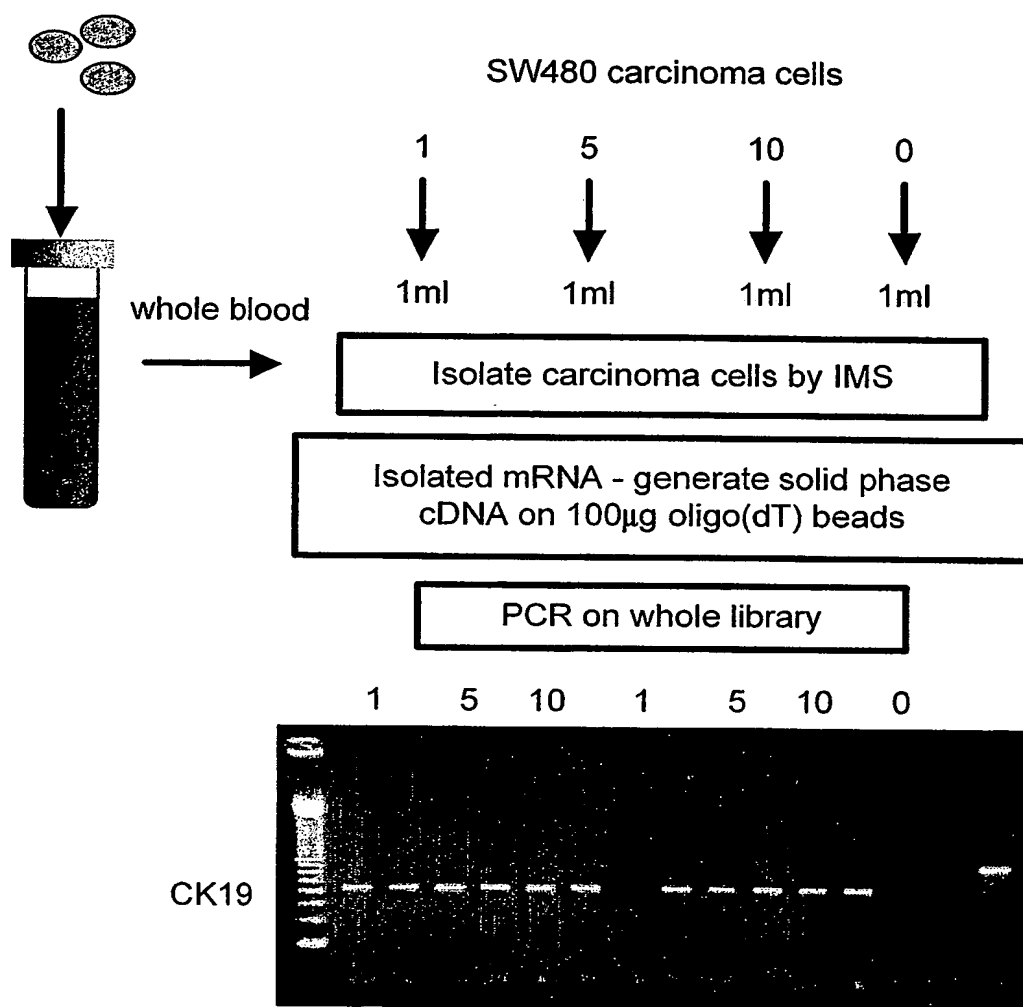 SW480 carcinoma cells
1 5 10 0
1ml 1ml 1ml 1ml
whole blood
Isolate carcinoma cells by IMS
Isolated mRNA - generate solid phase
cDNA on 100µg oligo(dT) beads
PCR on whole library
1 5 10 1 5 10 0
CK19